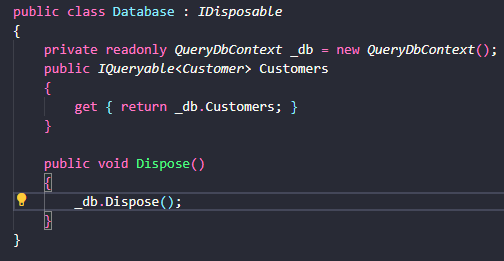 public class Database : IDisposable
{
    private readonly QueryDbContext _db = new QueryDbContext();
    public IQueryable<Customer> Customers
    {
        get { return _db.Customers; }
    }

    public void Dispose()
    {
        _db.Dispose();
    }
}